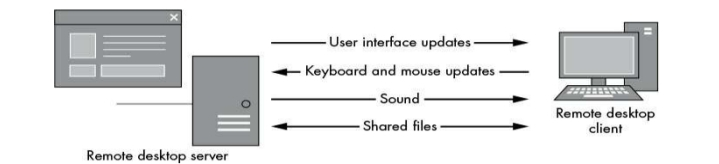 User interface updates
Keyboard and mouse updates
Sound
Shared files
Remote desktop server
Remote desktop
client